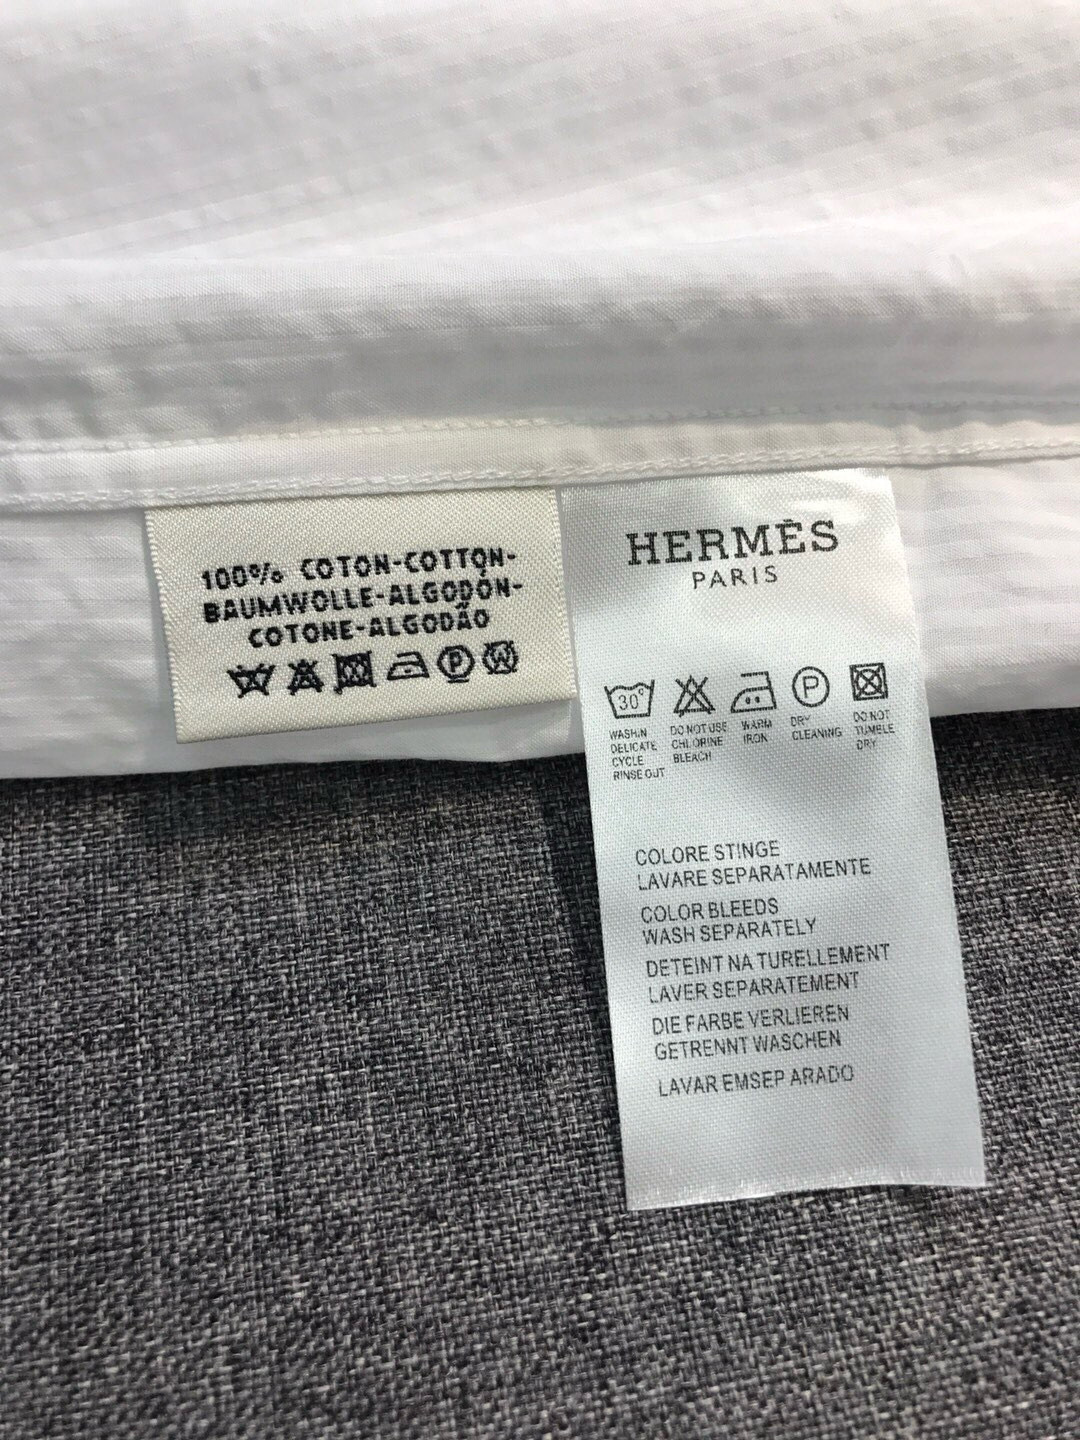 100% COTON-COTTON-
BAUMWOLLE-ALGODÓN-
COTONE-ALGODÃO
P W
HERMÈS
PARIS
30° P
WASH.N
DELICATE
CYCLE
RINSE OUT
DO NOT USE
CHLORINE
BLEACH
WARM
IRON
DRY
CLEANING
DO NOT
TUMBLE
DRY
COLORE STINGE
LAVARE SEPARATAMENTE
COLOR BLEEDS
WASH SEPARATELY
DETEINT NA TURELLEMENT
LAVER SEPARATEMENT
DIE FARBE VERLIEREN
GETRENNT WASCHEN
LAVAR EMSEP ARADO